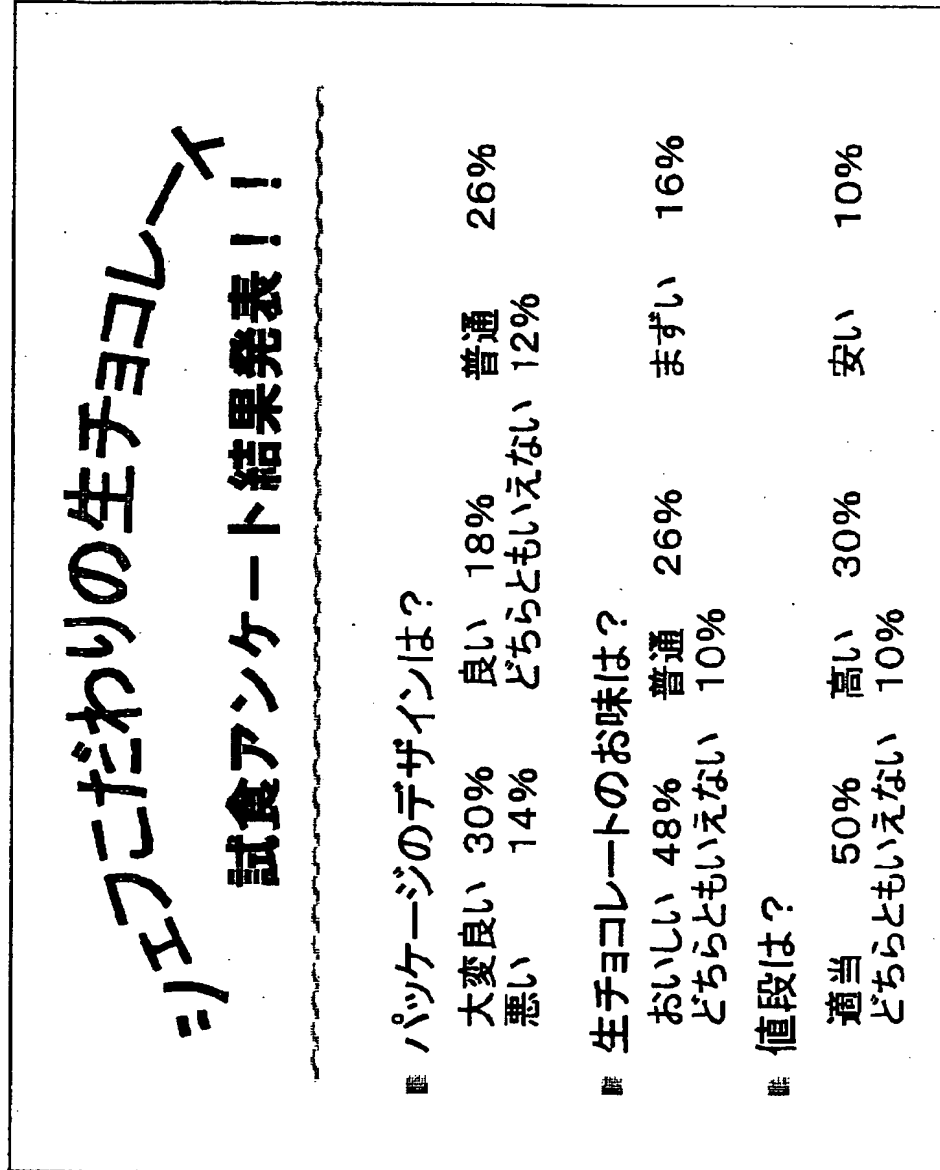 シェフこだわりの生チョコレート
試食アンケート結果発表！！
パッケージのデザインは？
大変良い 30% 良い 18% 普通 26%
悪い 14% どちらともいえない 12%
生チョコレートのお味は？
おいしい 48% 普通 26% まずい 16%
どちらともいえない 10%
値段は？
適当 50% 高い 30% 安い 10%
どちらともいえない 10%